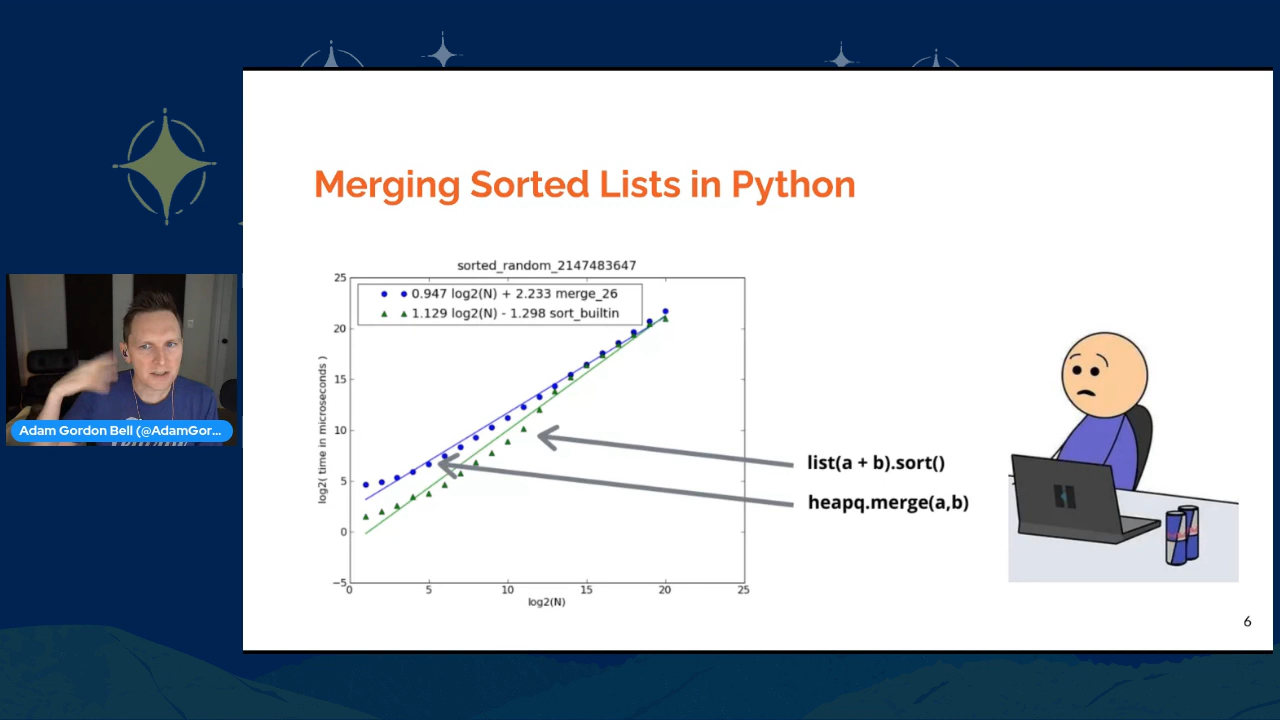 Merging Sorted Lists in Python
sorted_random_2147483647
0.947 log2(N) + 2.233 merge_26
1.129 log2(N) - 1.298 sort_builtin
25
20
15
10
5
0
−5
log2( time in microseconds )
0
5
10
15
20
25
log2(N)
list(a + b).sort()
heapq.merge(a,b)
Adam Gordon Bell (@AdamGor...
6